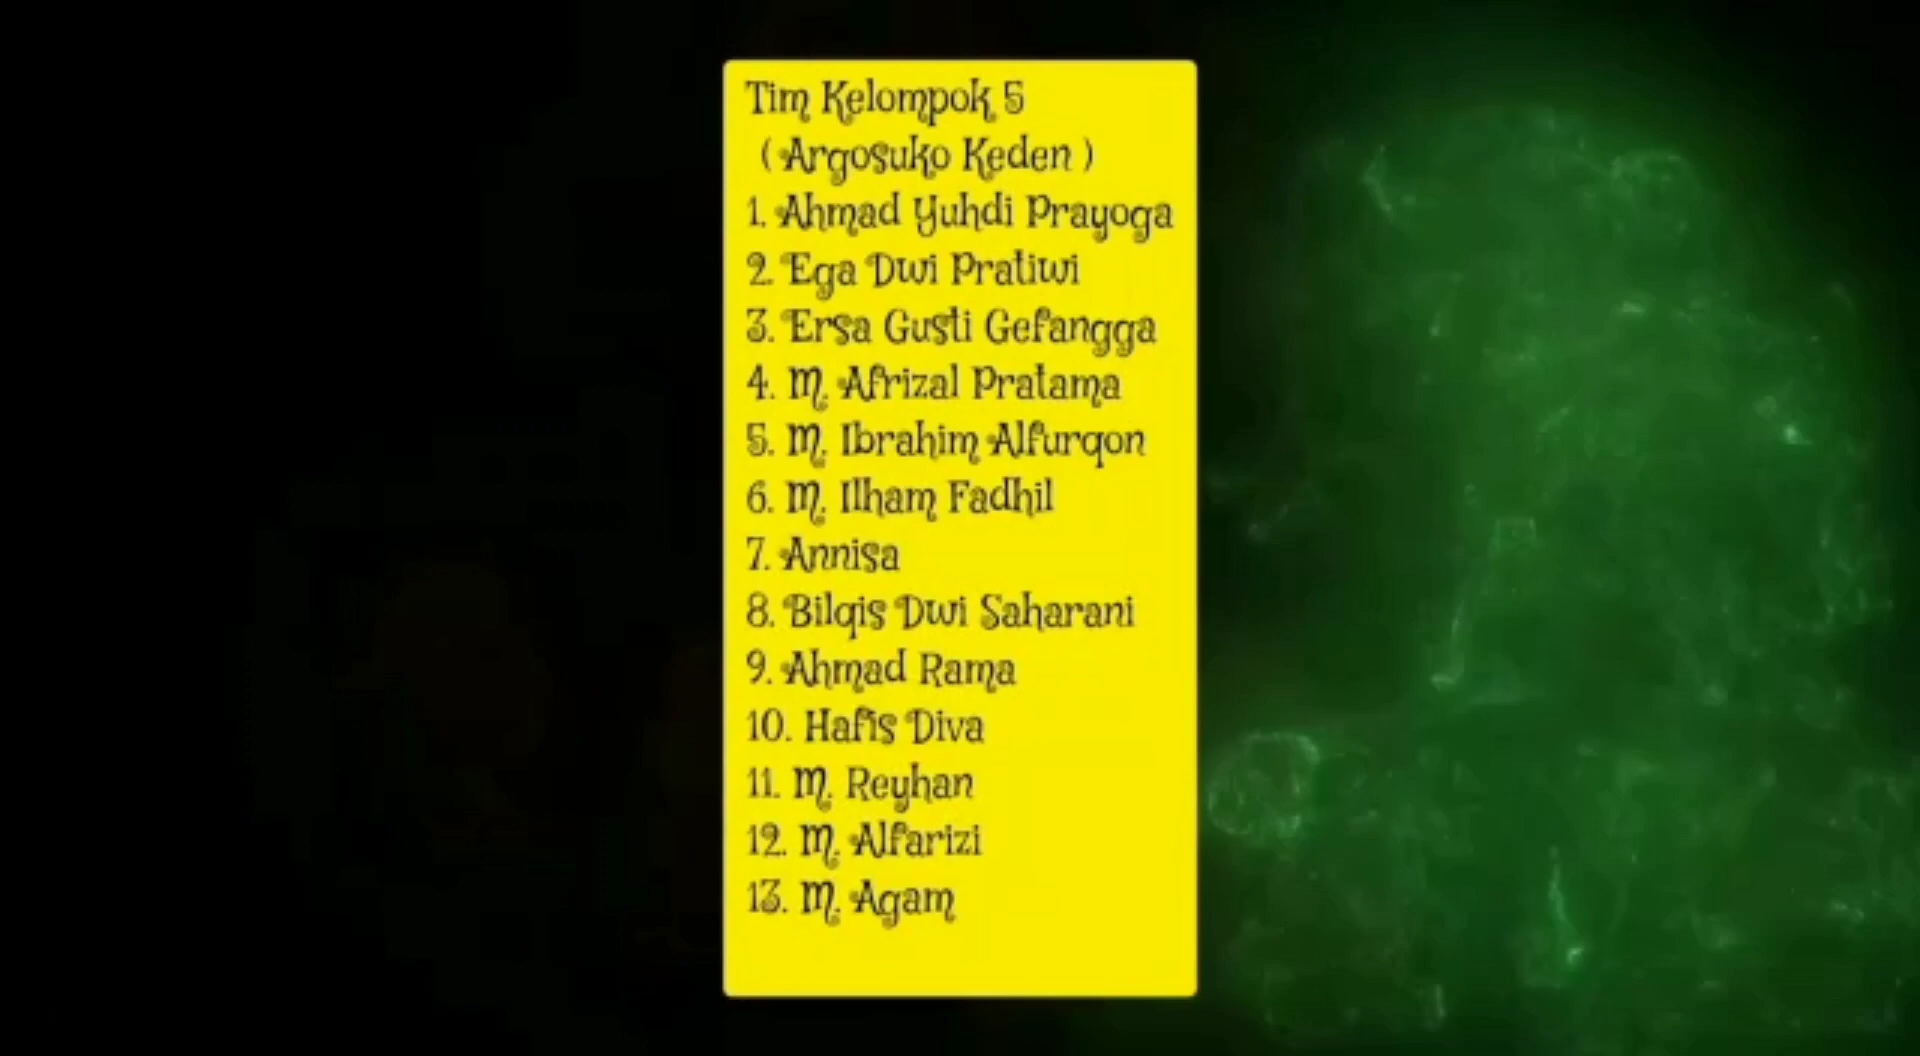 Tim Kelompok 5
( Argosuko Keden )
1. Ahmad Yuhdi Prayoga
2. Ega Dwi Pratiwi
3. Ersa Gusti Gefangga
4. M. Afrizal Pratama
5. M. Ibrahim Alfurqon
6. M. Ilham Fadhil
7. Annisa
8. Bilqis Dwi Saharani
9. Ahmad Rama
10. Hafis Diva
11. M. Reyhan
12. M. Alfarizi
13. M. Agam